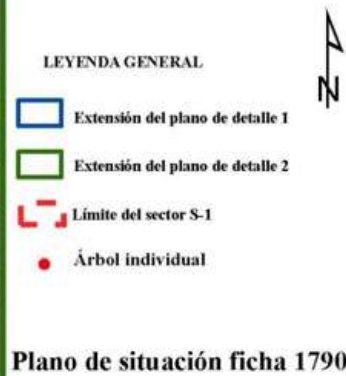 LEYENDA GENERAL
N
Extensión del plano de detalle 1
Extensión del plano de detalle 2
Límite del sector S-1
Árbol individual
Plano de situación ficha 1790